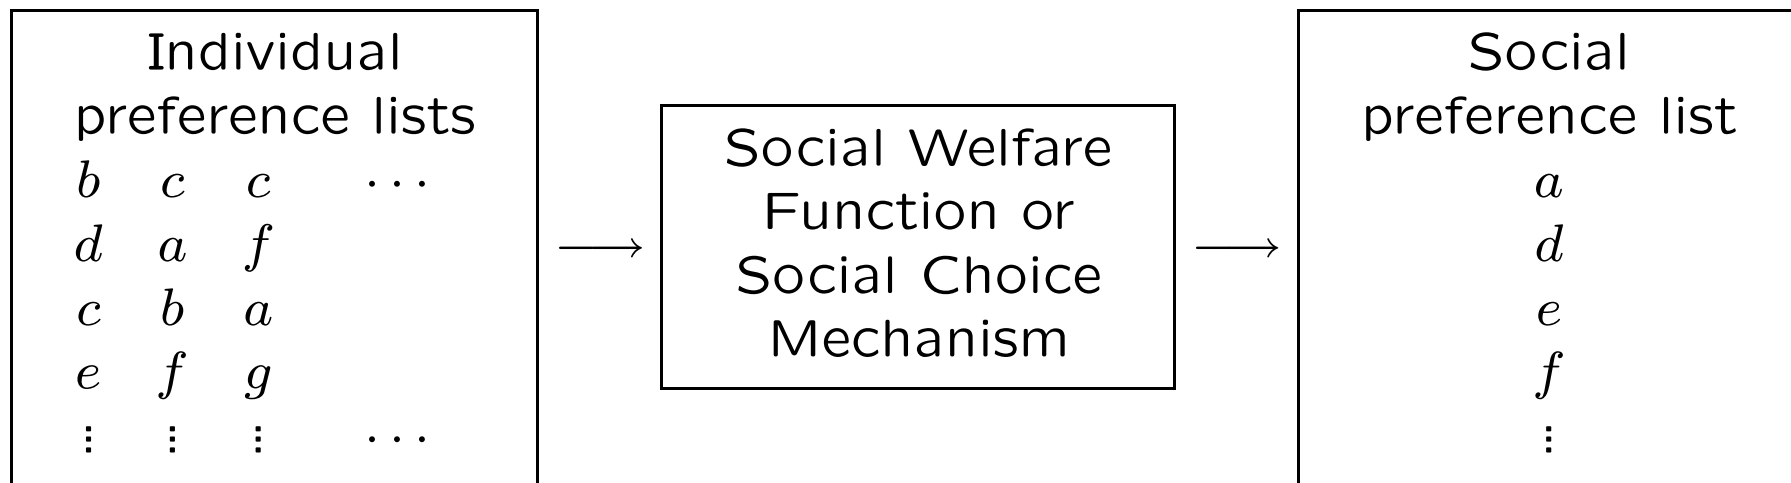 Individual
preference lists
b c c ⋯
d a f
c b a
e f g
⋮ ⋮ ⋮ ⋯
⟶
Social Welfare
Function or
Social Choice
Mechanism
⟶
Social
preference list
a
d
e
f
⋮